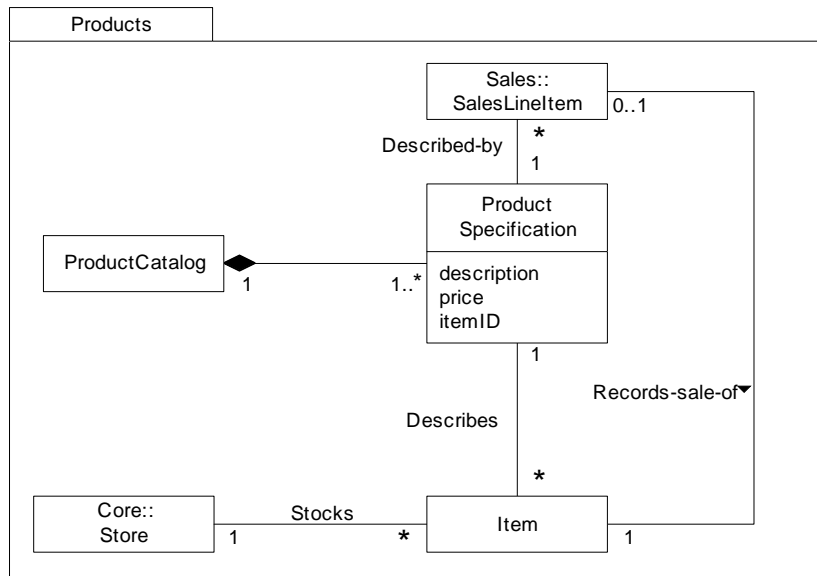 Products
Sales::
SalesLineItem
0..1
*
Described-by
1
Product
Specification
ProductCatalog
1
1..*
description
price
itemID
1
Records-sale-of
Describes
*
Core::
Store
Stocks
1
*
Item
1